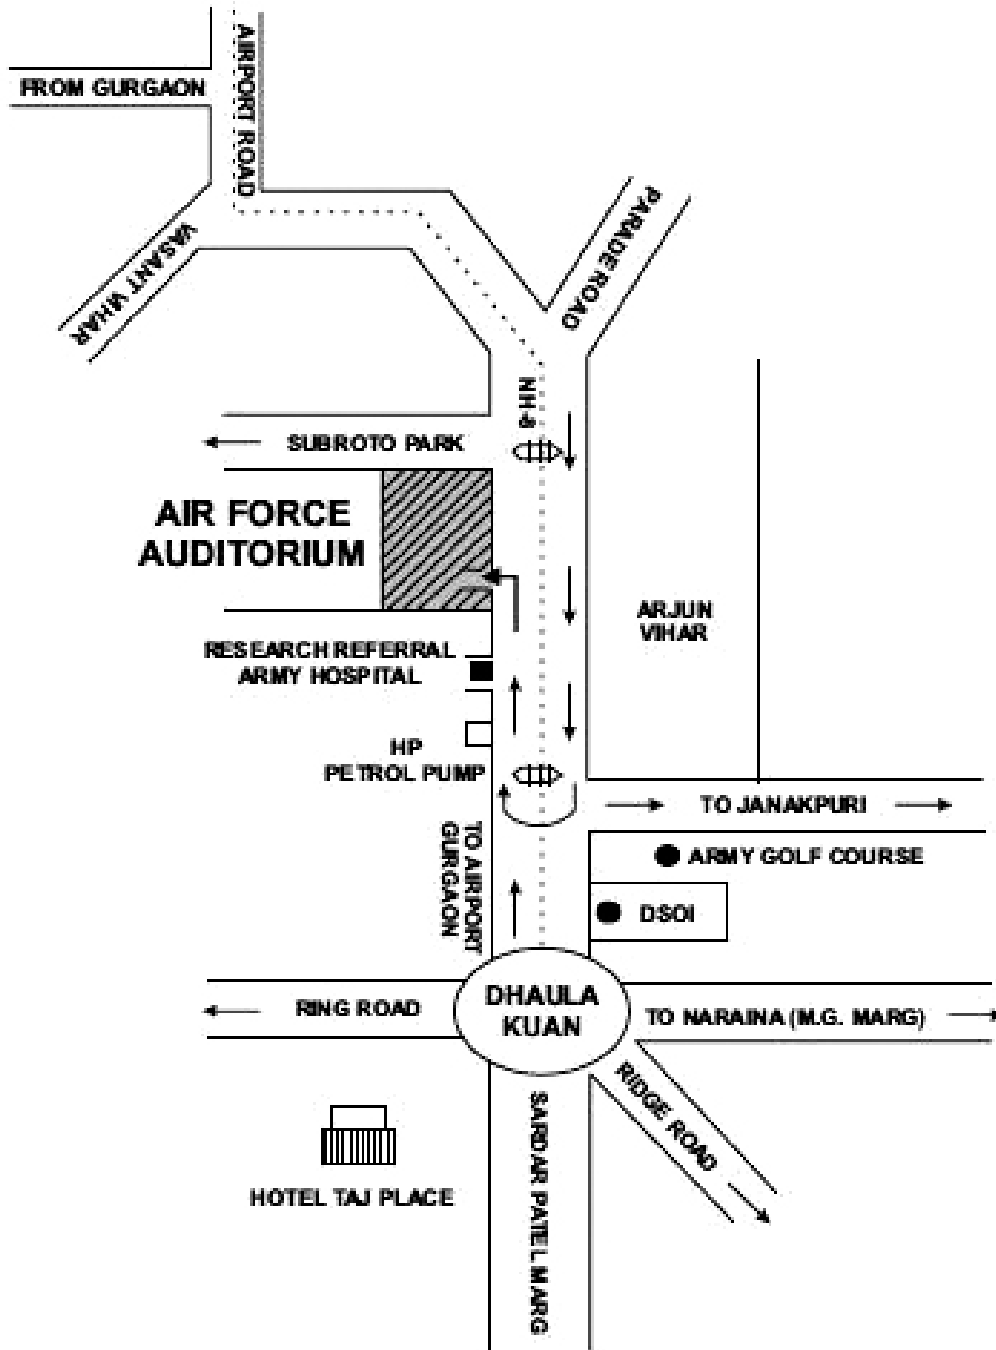 AIRPORT ROAD
FROM GURGAON
VASANT VIHAR
PARADE ROAD
NH-8
SUBROTO PARK
AIR FORCE
AUDITORIUM
ARJUN
VIHAR
RESEARCH REFERRAL
ARMY HOSPITAL
HP
PETROL PUMP
TO JANAKPURI
TO AIRPORT
GURGAON
ARMY GOLF COURSE
DSOI
DHAULA
KUAN
RING ROAD
TO NARAINA (M.G. MARG)
RIDGE ROAD
SARDAR PATEL MARG
HOTEL TAJ PLACE